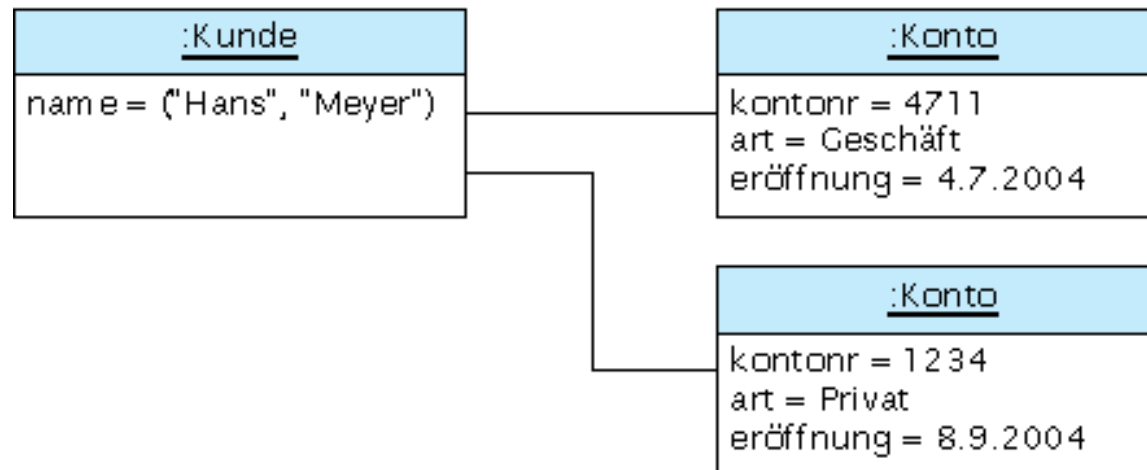 :Kunde
name = ("Hans", "Meyer")
:Konto
kontonr = 4711
art = Geschäft
eröffnung = 4.7.2004
:Konto
kontonr = 1234
art = Privat
eröffnung = 8.9.2004